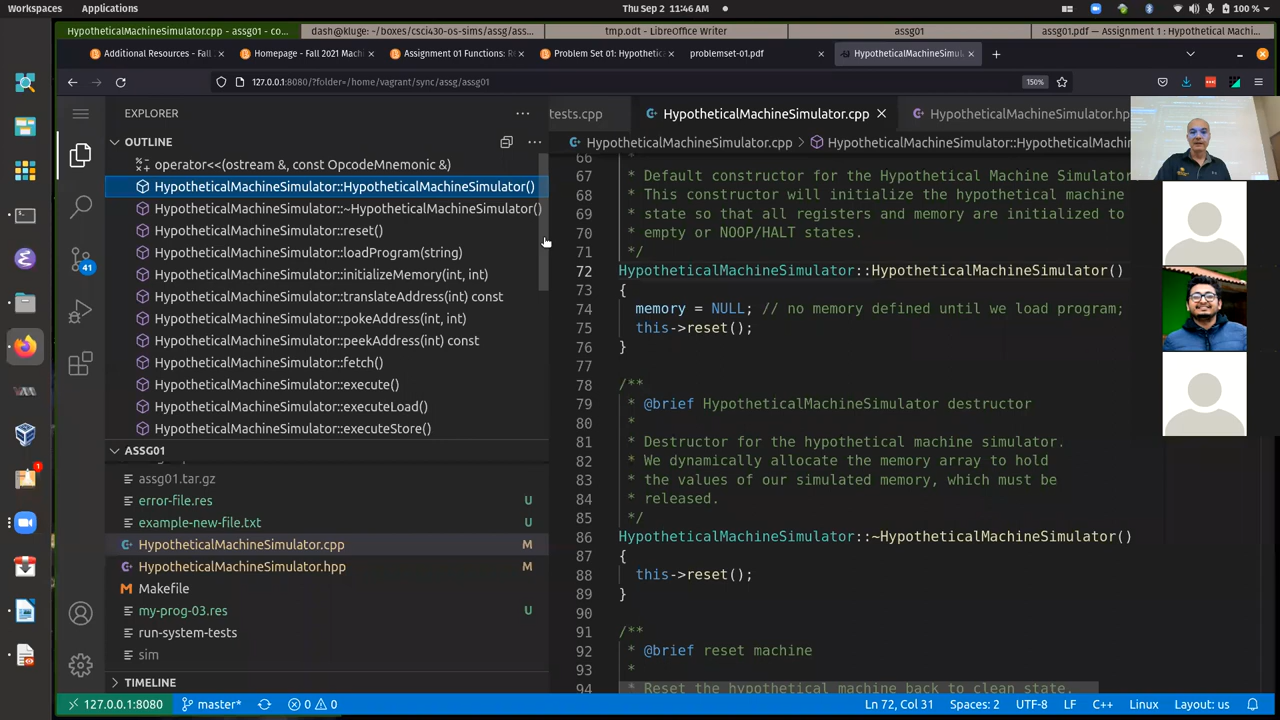 Workspaces Applications Thu Sep 2 11:46 AM 100 %
HypotheticalMachineSimulator.cpp - assg01 - co... dash@kluge: ~/boxes/csci430-os-sims/assg/ass... tmp.odt - LibreOffice Writer assg01 assg01.pdf — Assignment 1 : Hypothetical Machi...
Additional Resources - Fall Homepage - Fall 2021 Mach Assignment 01 Functions: R Problem Set 01: Hypothetic problemset-01.pdf HypotheticalMachineSimul
127.0.0.1:8080/?folder=/home/vagrant/sync/assg/assg01 150%
EXPLORER
tests.cpp HypotheticalMachineSimulator.cpp HypotheticalMachineSimulator.hp
OUTLINE
HypotheticalMachineSimulator.cpp > HypotheticalMachineSimulator::Hypothetica
operator<<(ostream &, const OpcodeMnemonic &)
HypotheticalMachineSimulator::HypotheticalMachineSimulator()
HypotheticalMachineSimulator::~HypotheticalMachineSimulator()
HypotheticalMachineSimulator::reset()
HypotheticalMachineSimulator::loadProgram(string)
HypotheticalMachineSimulator::initializeMemory(int, int)
HypotheticalMachineSimulator::translateAddress(int) const
HypotheticalMachineSimulator::pokeAddress(int, int)
HypotheticalMachineSimulator::peekAddress(int) const
HypotheticalMachineSimulator::fetch()
HypotheticalMachineSimulator::execute()
HypotheticalMachineSimulator::executeLoad()
HypotheticalMachineSimulator::executeStore()
41
1
ASSG01
assg01.tar.gz
error-file.res U
example-new-file.txt U
HypotheticalMachineSimulator.cpp M
HypotheticalMachineSimulator.hpp M
Makefile
my-prog-03.res U
run-system-tests
sim
TIMELINE
66 *
67 * Default constructor for the Hypothetical Machine Simulator
68 * This constructor will initialize the hypothetical machine
69 * state so that all registers and memory are initialized to
70 * empty or NOOP/HALT states.
71 */
72 HypotheticalMachineSimulator::HypotheticalMachineSimulator()
73 {
74 memory = NULL; // no memory defined until we load program;
75 this->reset();
76 }
77
78 /**
79 * @brief HypotheticalMachineSimulator destructor
80 *
81 * Destructor for the hypothetical machine simulator.
82 * We dynamically allocate the memory array to hold
83 * the values of our simulated memory, which must be
84 * released.
85 */
86 HypotheticalMachineSimulator::~HypotheticalMachineSimulator()
87 {
88 this->reset();
89 }
90
91 /**
92 * @brief reset machine
93 *
94 * Reset the hypothetical machine back to clean state.
127.0.0.1:8080 master* 0 0 Ln 72, Col 31 Spaces: 2 UTF-8 LF C++ Linux Layout: us